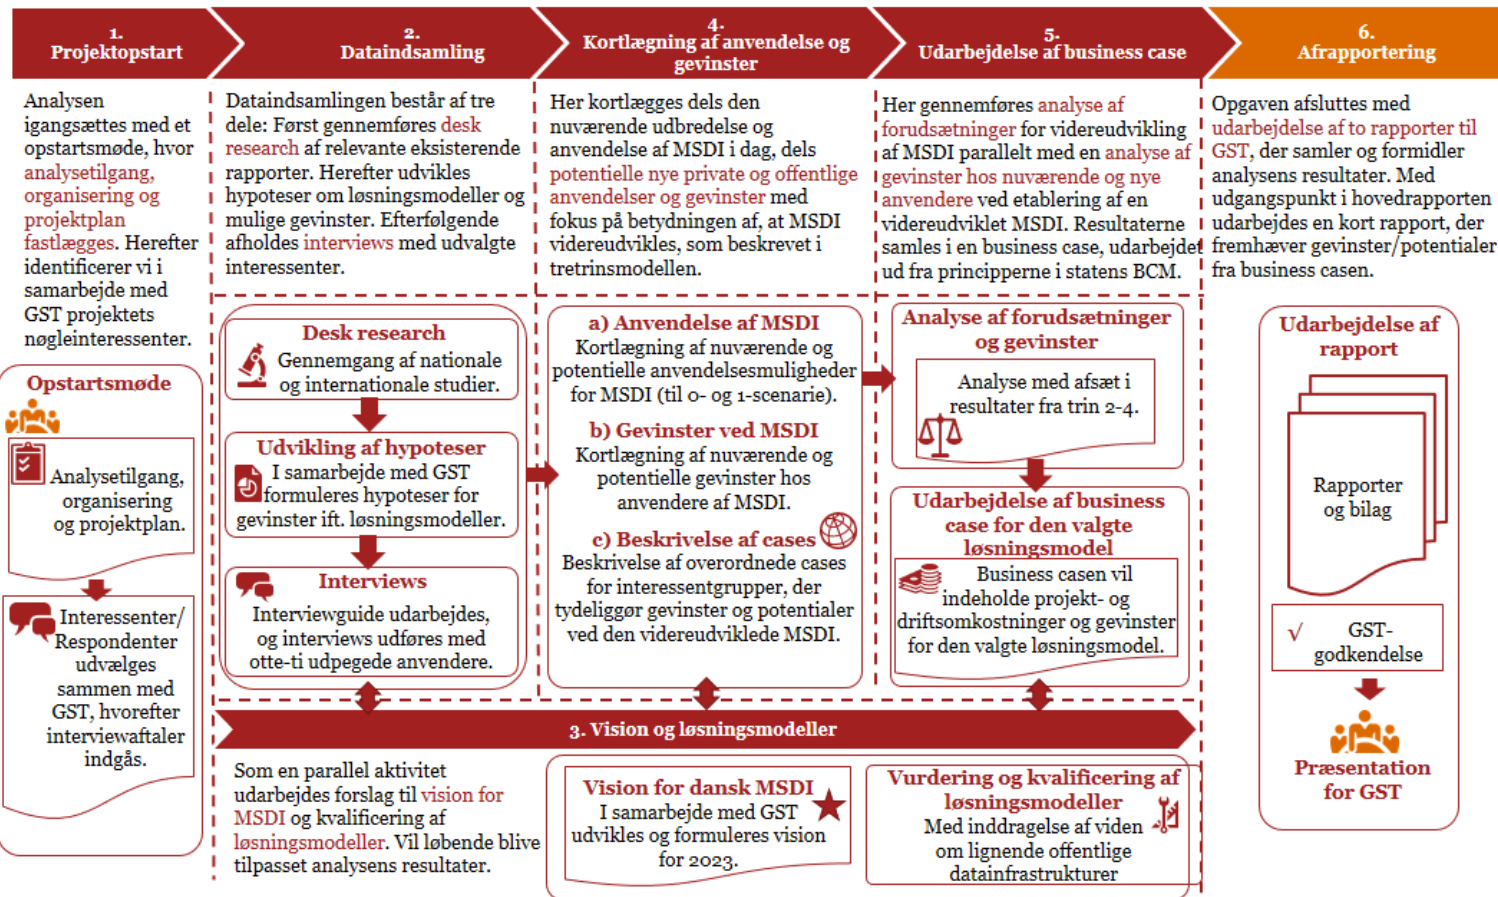 1.
Projektopstart
2.
Dataindsamling
4.
Kortlægning af anvendelse og
gevinster
5.
Udarbejdelse af business case
6.
Afrapportering
Analysen
igangsættes med et
opstartsmøde, hvor
analysetilgang,
organisering og
projektplan
fastlægges. Herefter
identificerer vi i
samarbejde med
GST projektets
nøgleinteressenter.
Opstartsmøde
Analysetilgang,
organisering
og projektplan.
Interessenter/
Respondenter
udvælges
sammen med
GST, hvorefter
interviewaftaler
indgås.
Dataindsamlingen består af tre
dele: Først gennemføres desk
research af relevante eksisterende
rapporter. Herefter udvikles
hypoteser om løsningsmodeller og
mulige gevinster. Efterfølgende
afholdes interviews med udvalgte
interessenter.
Desk research
Gennemgang af nationale
og internationale studier.
Udvikling af hypoteser
I samarbejde med GST
formuleres hypoteser for
gevinster ift. løsningsmodeller.
Interviews
Interviewguide udarbejdes,
og interviews udføres med
otte-ti udpegede anvendere.
Her kortlægges dels den
nuværende udbredelse og
anvendelse af MSDI i dag, dels
potentielle nye private og offentlige
anvendelser og gevinster med
fokus på betydningen af, at MSDI
videreudvikles, som beskrevet i
tretrinsmodellen.
a) Anvendelse af MSDI
Kortlægning af nuværende og
potentielle anvendelsesmuligheder
for MSDI (til 0- og 1-scenarie).
b) Gevinster ved MSDI
Kortlægning af nuværende og
potentielle gevinster hos
anvendere af MSDI.
c) Beskrivelse af cases
Beskrivelse af overordnede cases
for interessentgrupper, der
tydeliggør gevinster og potentialer
ved den videreudviklede MSDI.
Her gennemføres analyse af
forudsætninger for videreudvikling
af MSDI parallelt med en analyse af
gevinster hos nuværende og nye
anvendere ved etablering af en
videreudviklet MSDI. Resultaterne
samles i en business case, udarbejdet
ud fra principperne i statens BCM.
Analyse af forudsætninger
og gevinster
Analyse med afsæt i
resultater fra trin 2-4.
Udarbejdelse af business
case for den valgte
løsningsmodel
Business casen vil
indeholde projekt- og
driftsomkostninger og gevinster
for den valgte løsningsmodel.
Opgaven afsluttes med
udarbejdelse af to rapporter til
GST, der samler og formidler
analysens resultater. Med
udgangspunkt i hovedrapporten
udarbejdes en kort rapport, der
fremhæver gevinster/potentialer
fra business casen.
Udarbejdelse af
rapport
Rapporter
og bilag
√ GST-
godkendelse
Præsentation
for GST
3. Vision og løsningsmodeller
Som en parallel aktivitet
udarbejdes forslag til vision for
MSDI og kvalificering af
løsningsmodeller. Vil løbende blive
tilpasset analysens resultater.
Vision for dansk MSDI
I samarbejde med GST
udvikles og formuleres vision
for 2023.
Vurdering og kvalificering af
løsningsmodeller
Med inddragelse af viden
om lignende offentlige
datainfrastrukturer